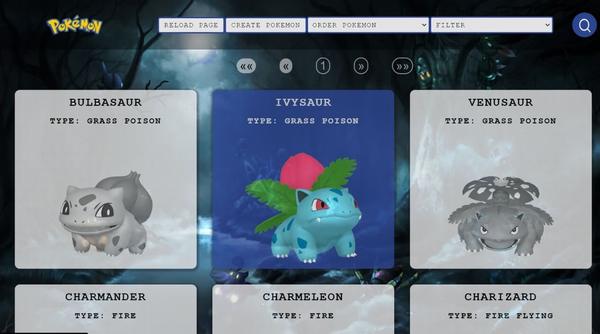 Pokémon
RELOAD PAGE
CREATE POKEMON
ORDER POKEMON
FILTER
««
«
1
»
»»
BULBASAUR
TYPE: GRASS POISON
IVYSAUR
TYPE: GRASS POISON
VENUSAUR
TYPE: GRASS POISON
CHARMANDER
TYPE: FIRE
CHARMELEON
TYPE: FIRE
CHARIZARD
TYPE: FIRE FLYING